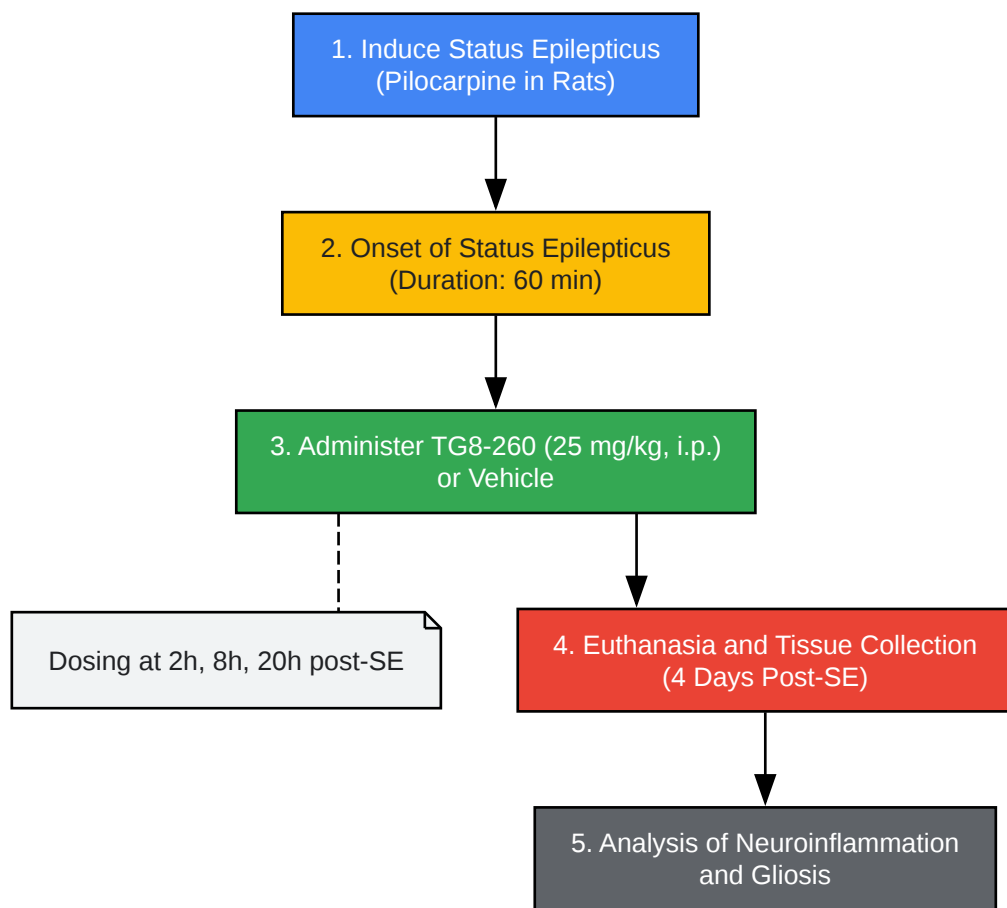 1. Induce Status Epilepticus
(Pilocarpine in Rats)
2. Onset of Status Epilepticus
(Duration: 60 min)
3. Administer TG8-260 (25 mg/kg, i.p.)
or Vehicle
Dosing at 2h, 8h, 20h post-SE
4. Euthanasia and Tissue Collection
(4 Days Post-SE)
5. Analysis of Neuroinflammation
and Gliosis